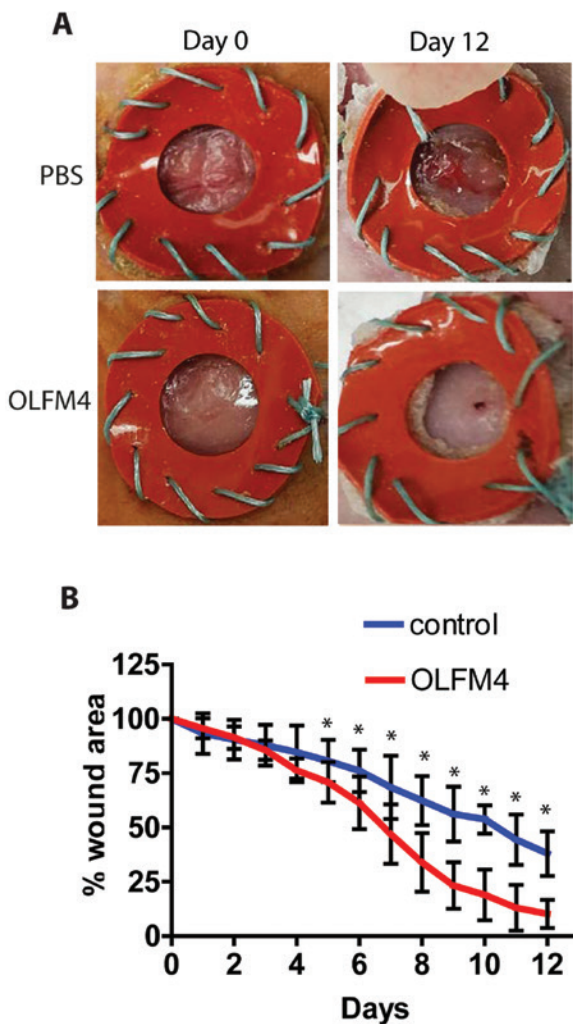 A
Day 0 Day 12
PBS
OLFM4
B
control
OLFM4
125
100
75
50
25
0
% wound area
* * * * * * * *
0 2 4 6 8 10 12
Days